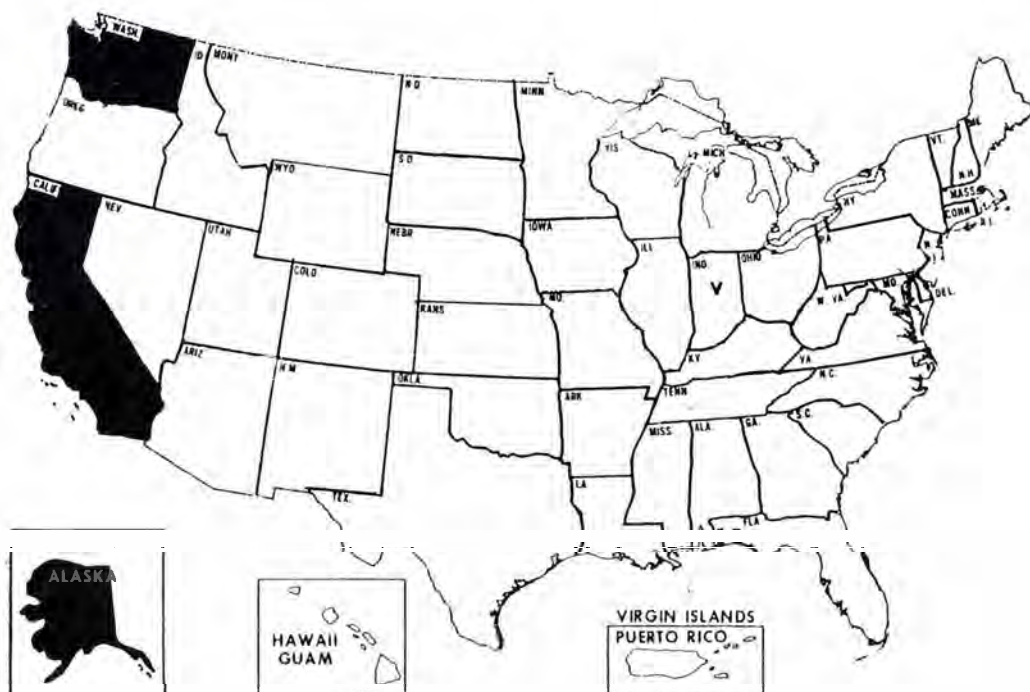 WASH.
ID
MONT
N D.
MINN
OREG
S D.
WIS.
MICH
VT.
ME.
N.H.
MASS.
CONN
R.I.
NY
WYO
CALIF
NEV.
UTAH
NEBR
IOWA
ILL
IND.
OHIO
PA
N.
J
MD.
DEL.
COLO
KANS
MO.
V
W. VA.
KY
VA
ARIZ
N.M.
OKLA.
ARK
TENN
N.C.
S.C.
MISS.
ALA.
GA.
TEX.
LA
FLA
ALASKA
HAWAII
GUAM
VIRGIN ISLANDS
PUERTO RICO